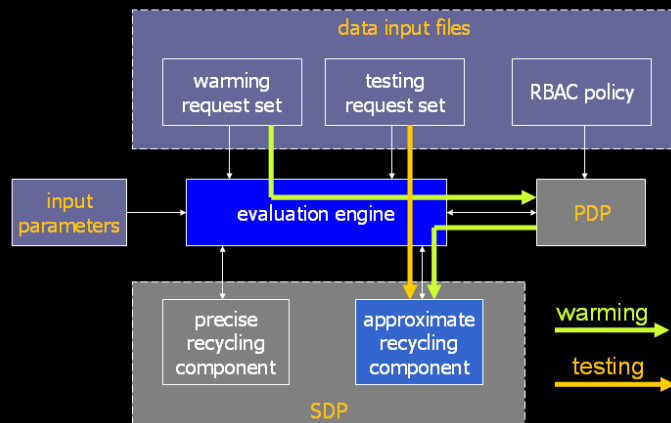 data input files
warming
request set
testing
request set
RBAC policy
input
parameters
evaluation engine
PDP
precise
recycling
component
approximate
recycling
component
warming
testing
SDP